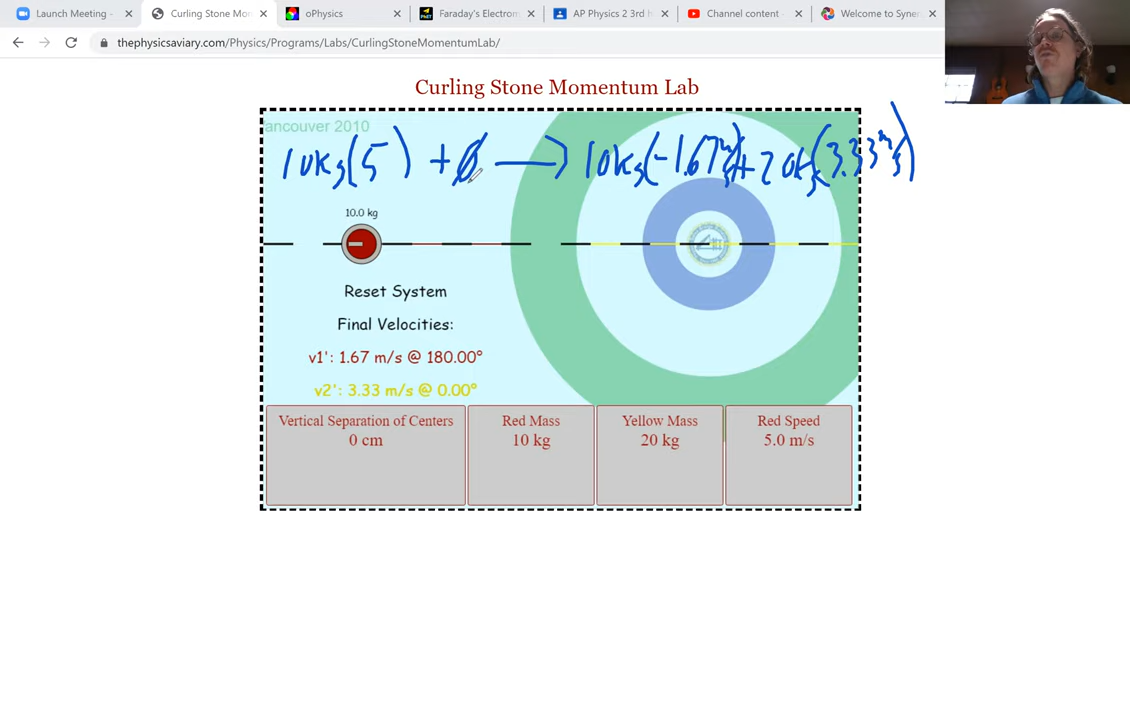 Launch Meeting -
Curling Stone Mom
oPhysics
Faraday's Electrom
AP Physics 2 3rd h
Channel content
Welcome to Syner
thephysicsaviary.com/Physics/Programs/Labs/CurlingStoneMomentumLab/
Curling Stone Momentum Lab
ancouver 2010
10kg(5) + 0 → 10kg(-1.67 m/s) + 20kg(3.33 m/s)
10.0 kg
Reset System
Final Velocities:
v1': 1.67 m/s @ 180.00°
v2': 3.33 m/s @ 0.00°
Vertical Separation of Centers
0 cm
Red Mass
10 kg
Yellow Mass
20 kg
Red Speed
5.0 m/s